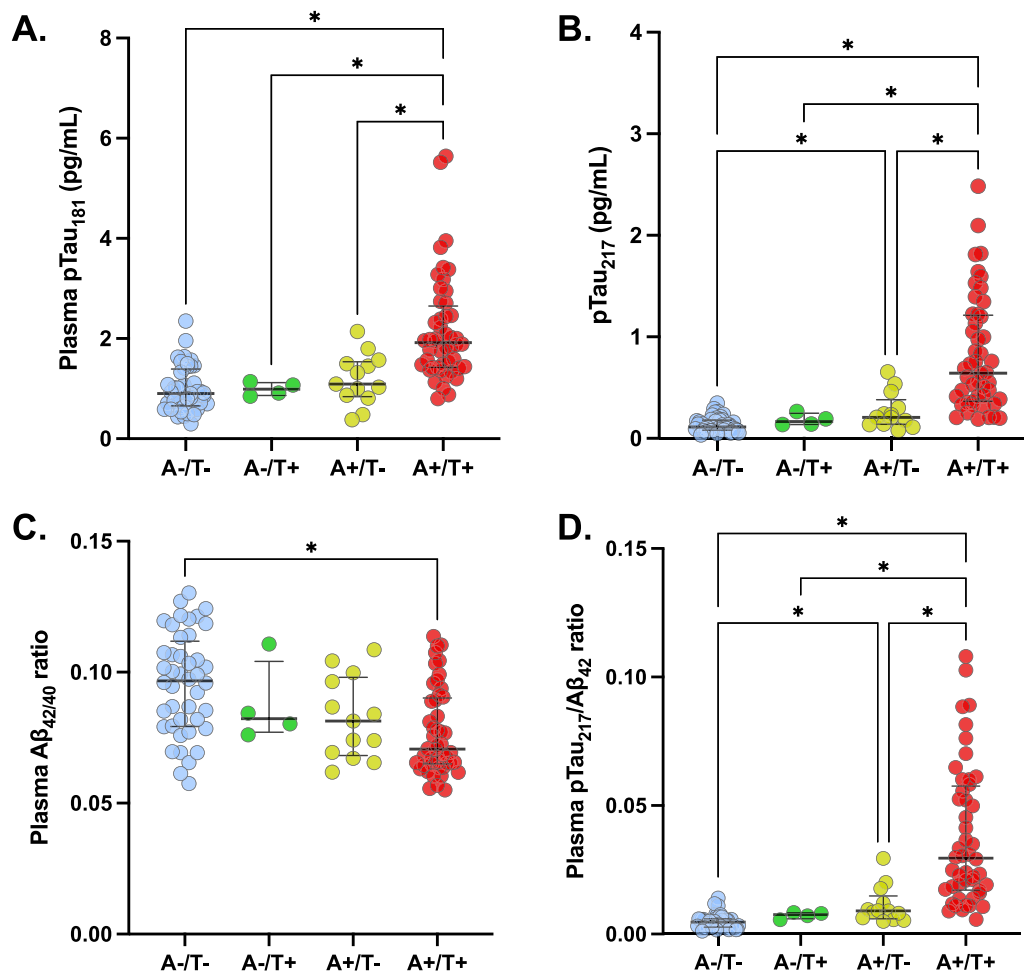 A.
*
*
*
Plasma pTau181 (pg/mL)
8
6
4
2
0
A-/T- A-/T+ A+/T- A+/T+
B.
*
*
*
*
pTau217 (pg/mL)
4
3
2
1
0
A-/T- A-/T+ A+/T- A+/T+
C.
*
Plasma Aβ42/40 ratio
0.15
0.10
0.05
0.00
A-/T- A-/T+ A+/T- A+/T+
D.
*
*
*
*
Plasma pTau217/Aβ42 ratio
0.15
0.10
0.05
0.00
A-/T- A-/T+ A+/T- A+/T+